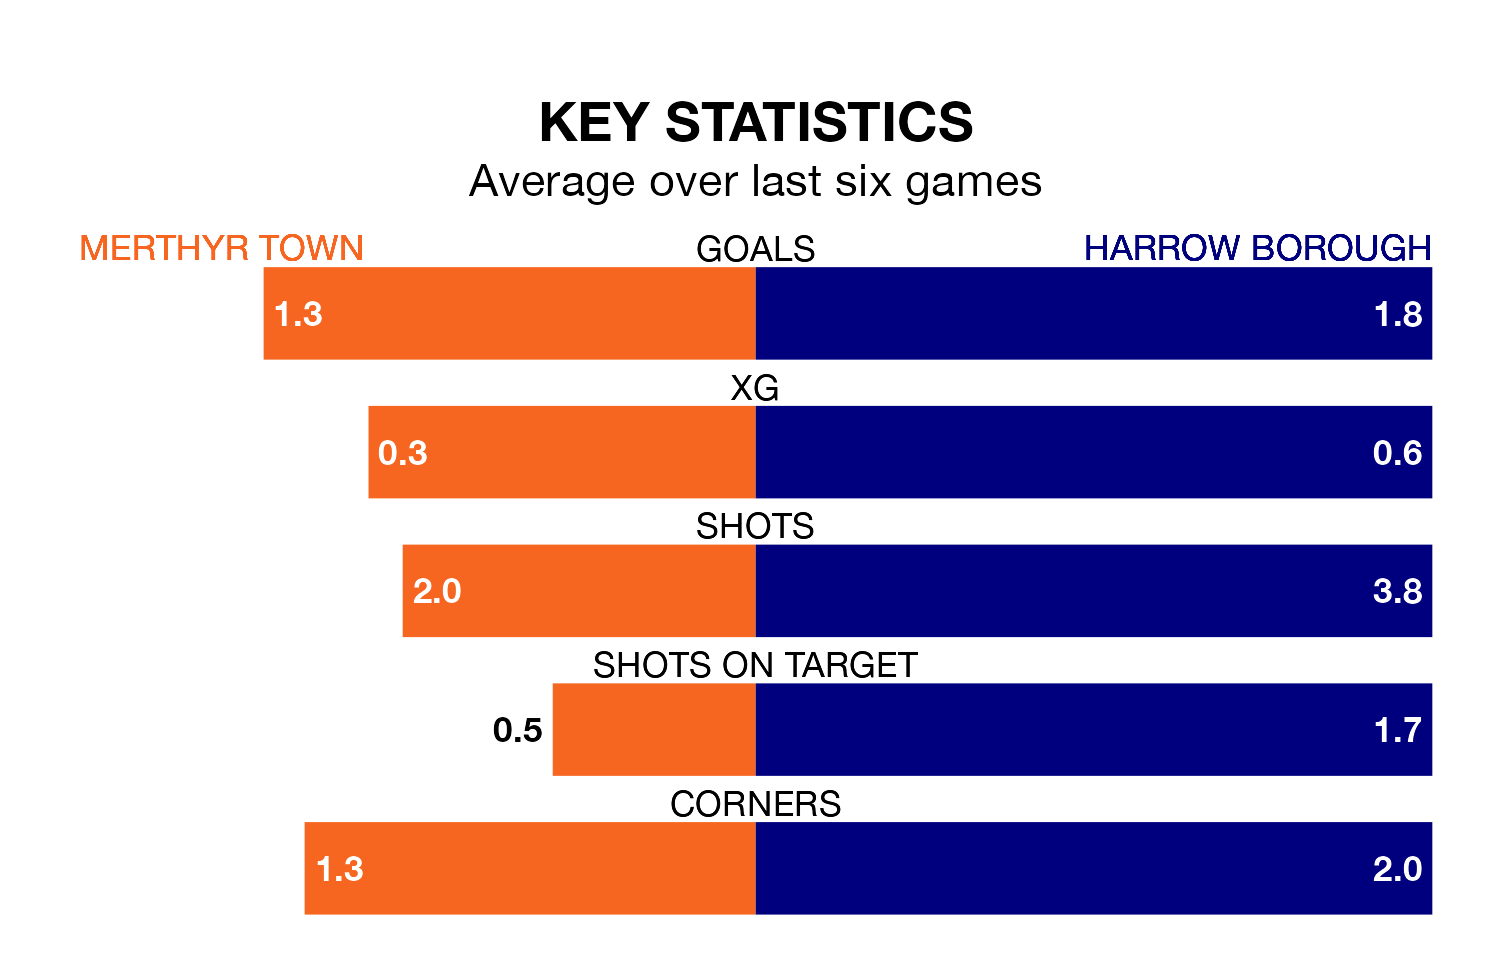 KEY STATISTICS
Average over last six games
MERTHYR TOWN GOALS HARROW BOROUGH
1.3 1.8
XG
0.3 0.6
SHOTS
2.0 3.8
SHOTS ON TARGET
0.5 1.7
CORNERS
1.3 2.0